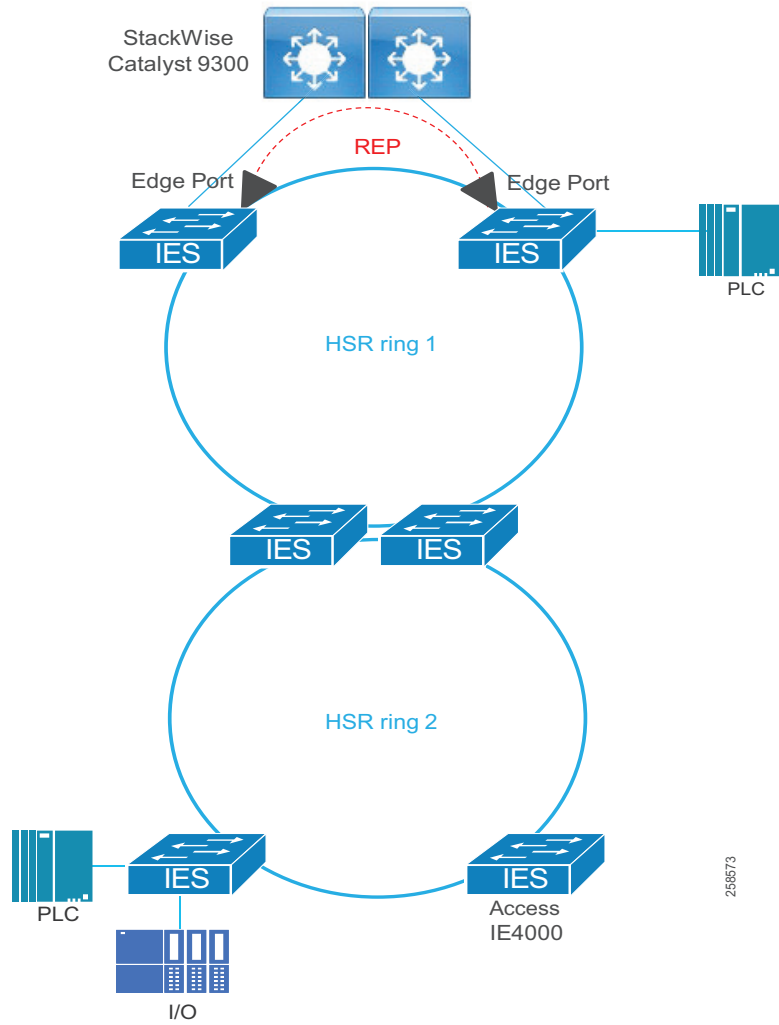 StackWise
Catalyst 9300
REP
Edge Port
Edge Port
IES
IES
PLC
HSR ring 1
IES
IES
HSR ring 2
IES
IES
PLC
Access
IE4000
I/O
258573